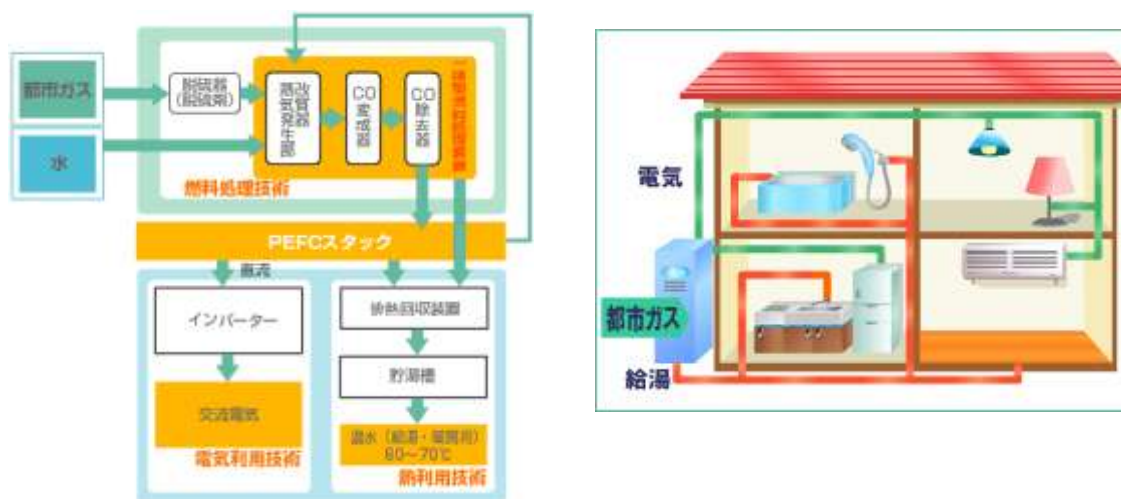 都市ガス
水
脱硫器
(脱硫剤)
改質器
蒸気発生部
CO変成器
CO除去器
燃料処理技術
PEFCスタック
直流
インバーター
交流電気
電気利用技術
排熱回収装置
貯湯槽
温水(給湯・暖房用)
60〜70℃
熱利用技術
電気
都市ガス
給湯